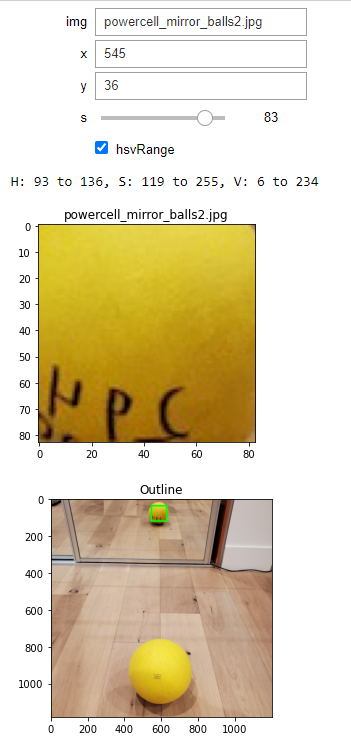 img powercell_mirror_balls2.jpg
x 545
y 36
s 83
hsvRange
H: 93 to 136, S: 119 to 255, V: 6 to 234
powercell_mirror_balls2.jpg
0
10
20
30
40
50
60
70
80
H P C
0 20 40 60 80
Outline
0
200
400
600
800
1000
0 200 400 600 800 1000